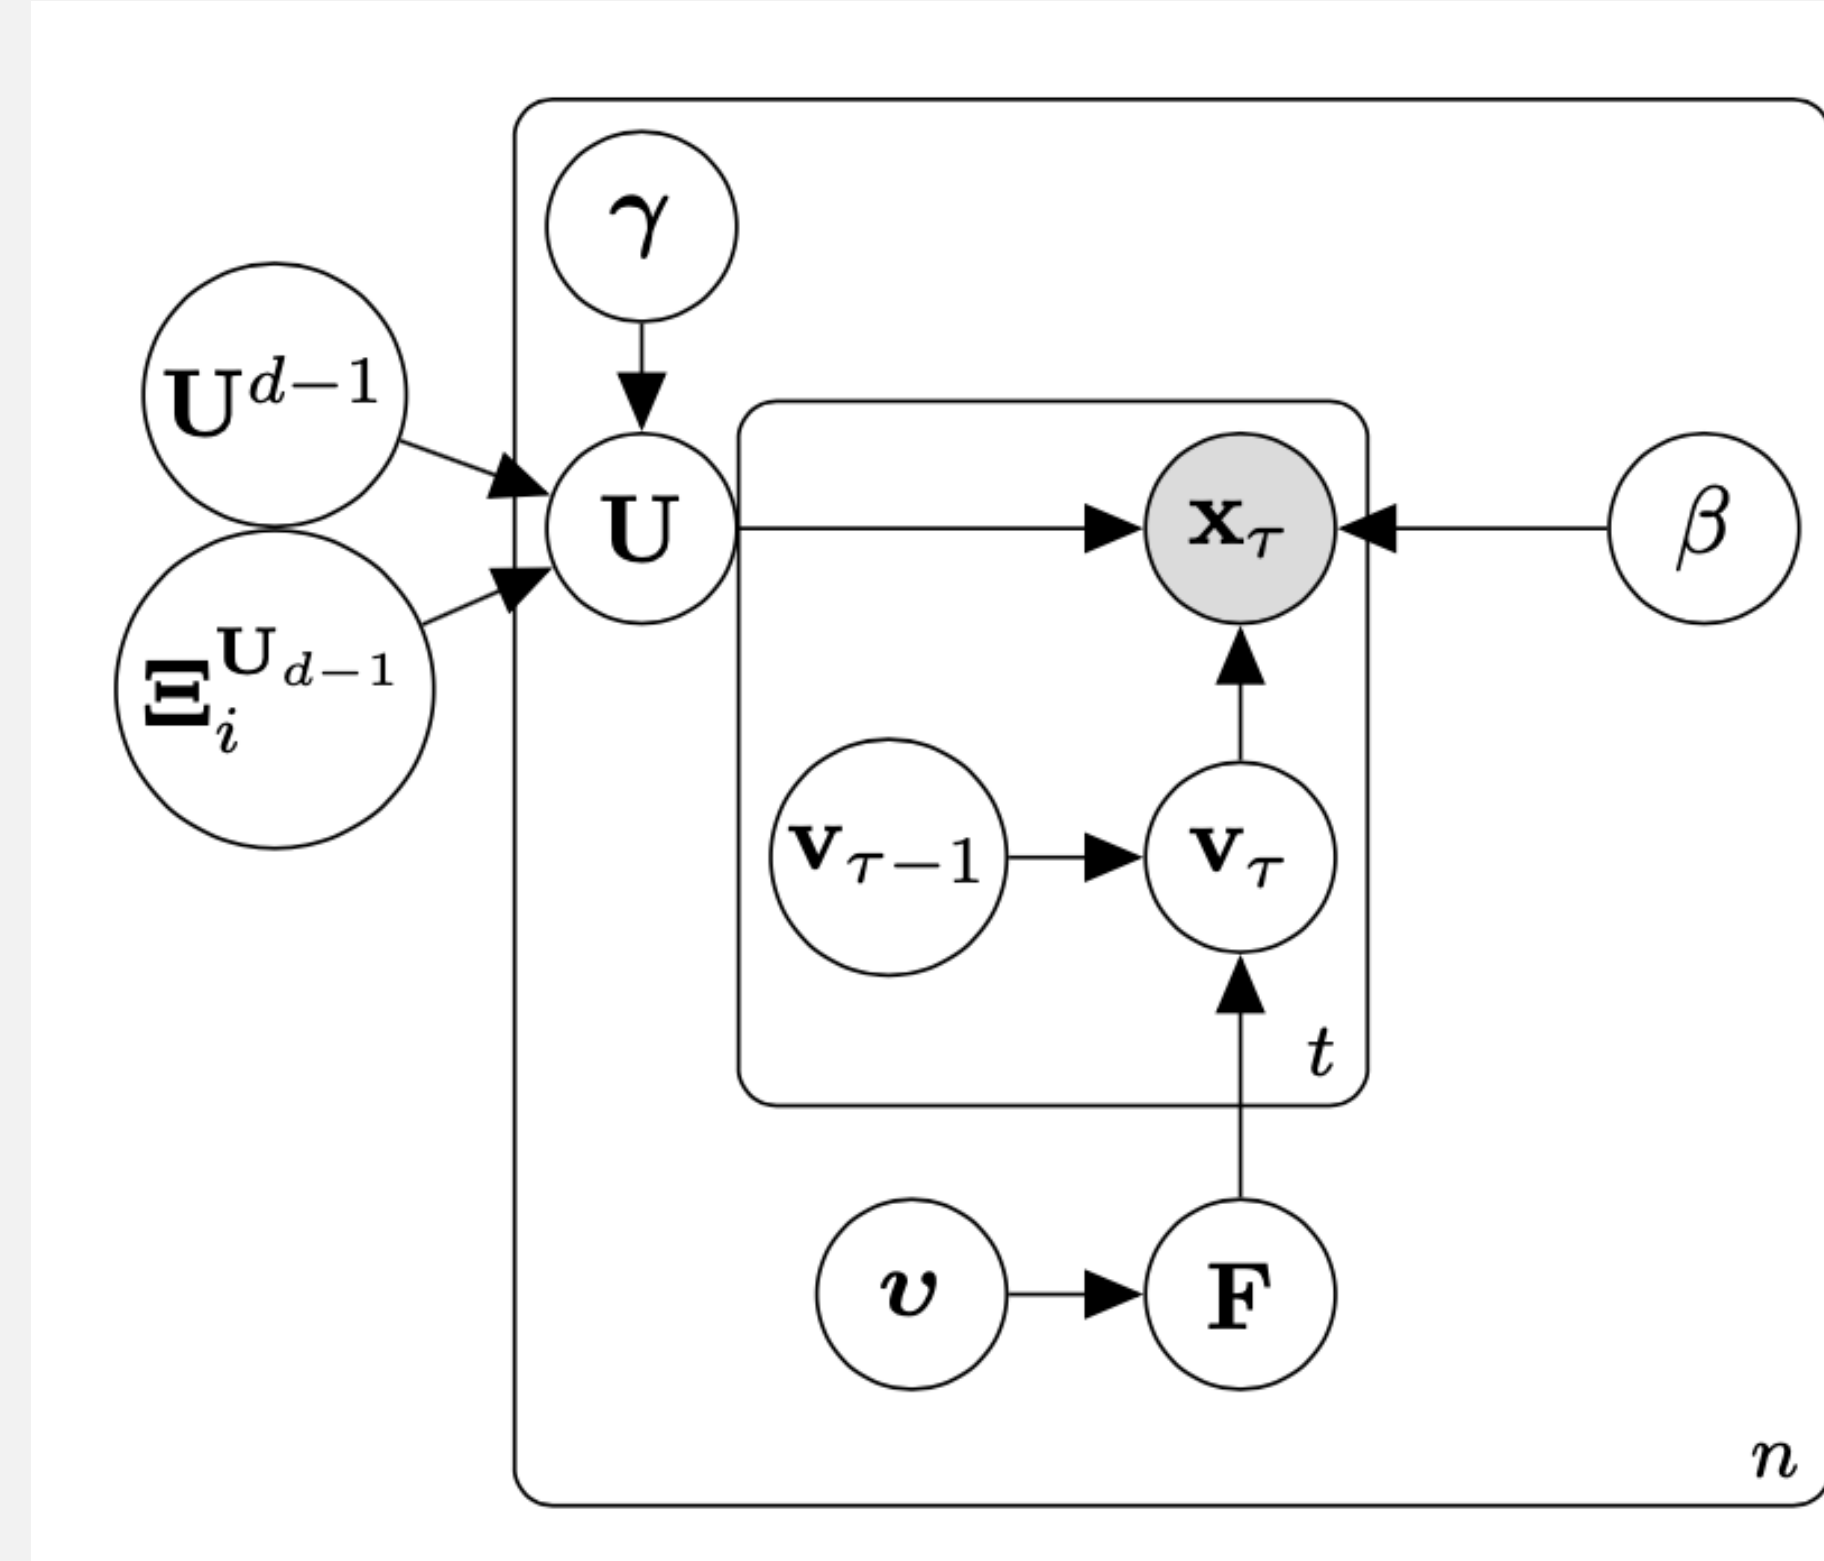 γ
U^{d−1}
U
x_τ
β
Ξ_i^{U_{d−1}}
v_{τ−1}
v_τ
t
υ
F
n